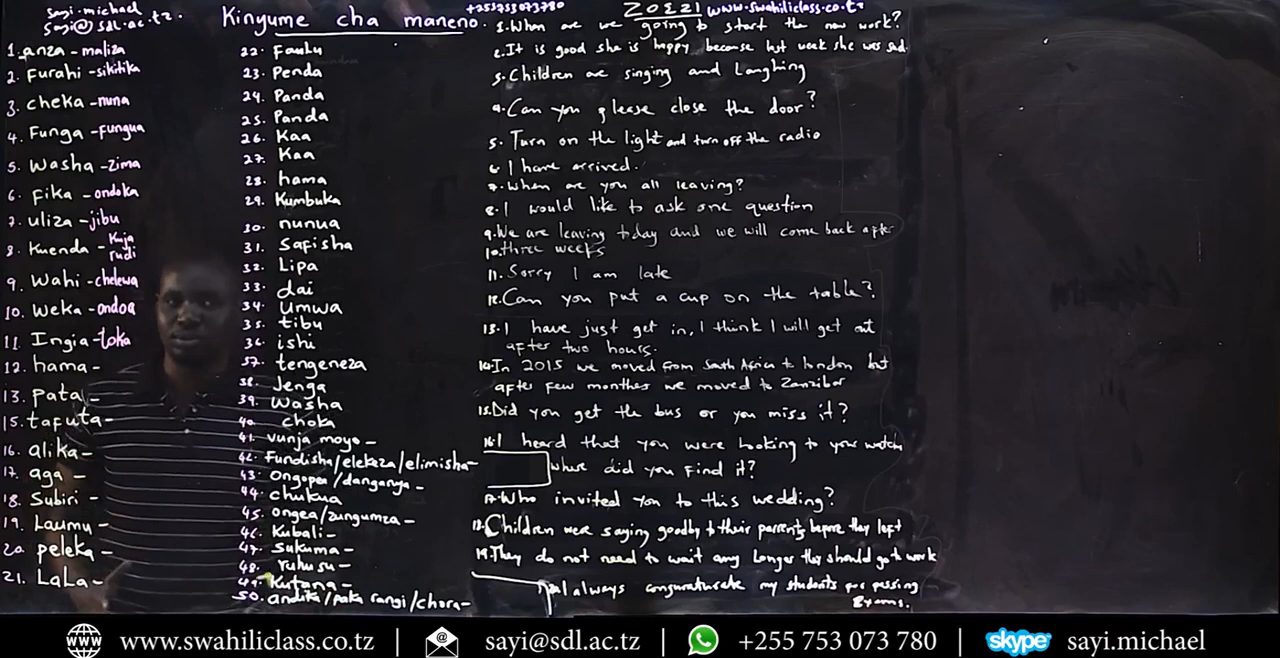 sayi.michael
sayi@sdl.ac.tz.
Kinyume cha maneno.
+255753073780
www.swahiliclass.co.tz
1. anza - maliza
2. Furahi - sikitika
3. cheka - nuna
4. Funga - fungua
5. Washa - zima
6. Fika - ondoka
7. uliza - jibu
8. Kuenda - Kuja
rudi
9. Wahi - chelewa
10. Weka - ondoa
11 Ingia - toka
12. hama -
13. pata -
15. tafuta -
16. alika -
17. aga -
18. Subiri -
19. Laumu -
20. peleka -
21. LaLa -
22. Faulu
23. Penda
24. Panda
25. Panda
26. Kaa
27. Kaa
28. hama
29. Kumbuka
30. nunua
31. Safisha
32. Lipa
33. dai
34. umwa
35. tibu
36. ishi
37. tengeneza
38. Jenga
39. Washa
40. choka
41. vunja moyo -
42. Fundisha/elekeza/elimisha -
43. Ongopea/danganya -
44. chukua
45. ongea/zungumza -
46. Kubali -
47. Sukuma -
48. ruhusu -
49. Kutana -
50. andika/paka rangi/chora -
1. When are we going to start the new work?
2. It is good she is happy because last week she was sad.
3. Children are singing and Laughing
4. Can you please close the door?
5. Turn on the light and turn off the radio
6. I have arrived.
7. When are you all leaving?
8. I would like to ask one question
9. We are leaving today and we will come back after
10. three weeks
11. Sorry I am late
12. Can you put a cup on the table?
13. I have just get in, I think I will get out
after two hours.
14. In 2015 we moved from South Africa to london but
after few monthes we moved to Zanzibar
15. Did you get the bus or you miss it?
16. I heard that you were Looking to your watch
where did you find it?
17. Who invited you to this wedding?
18. Children were saying goodby to their parrents before they left
19. They do not need to wait any Longer they should go to work
I always my students for passing
Exams.
www.swahiliclass.co.tz | sayi@sdl.ac.tz | +255 753 073 780 | skype sayi.michael